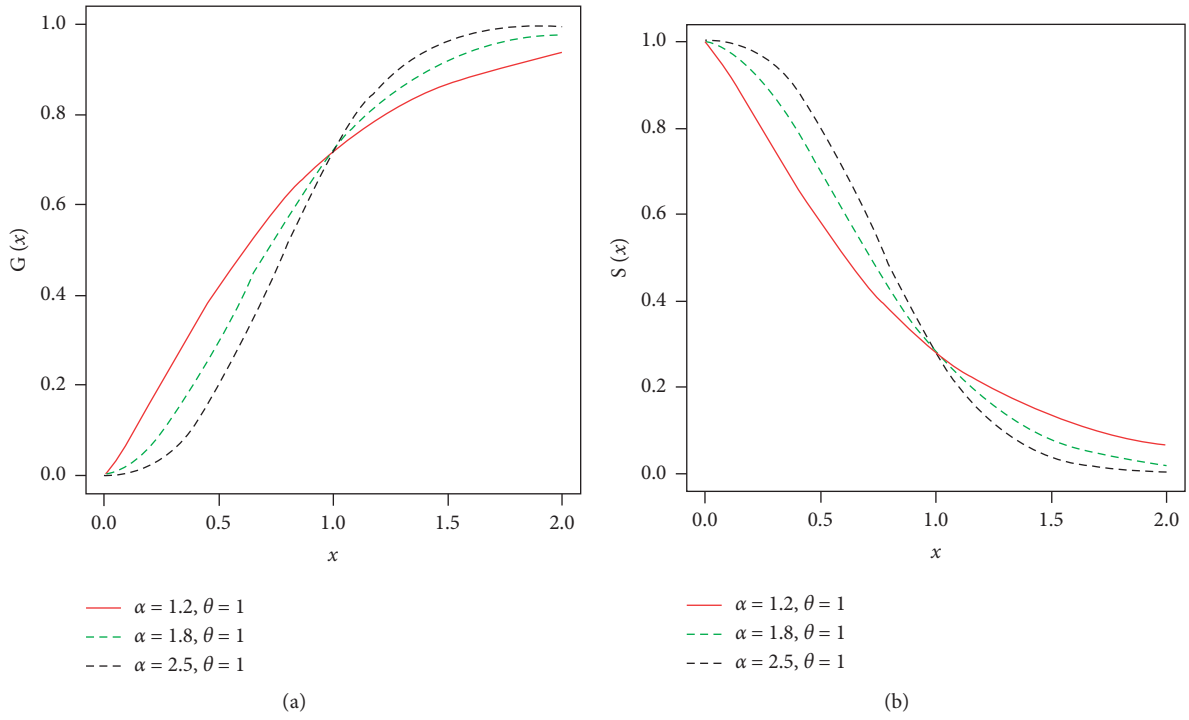 1.0
0.8
0.6
G (x)
0.4
0.2
0.0
0.0 0.5 1.0 1.5 2.0
x
α = 1.2, θ = 1
α = 1.8, θ = 1
α = 2.5, θ = 1
(a)
1.0
0.8
0.6
S (x)
0.4
0.2
0.0
0.0 0.5 1.0 1.5 2.0
x
α = 1.2, θ = 1
α = 1.8, θ = 1
α = 2.5, θ = 1
(b)